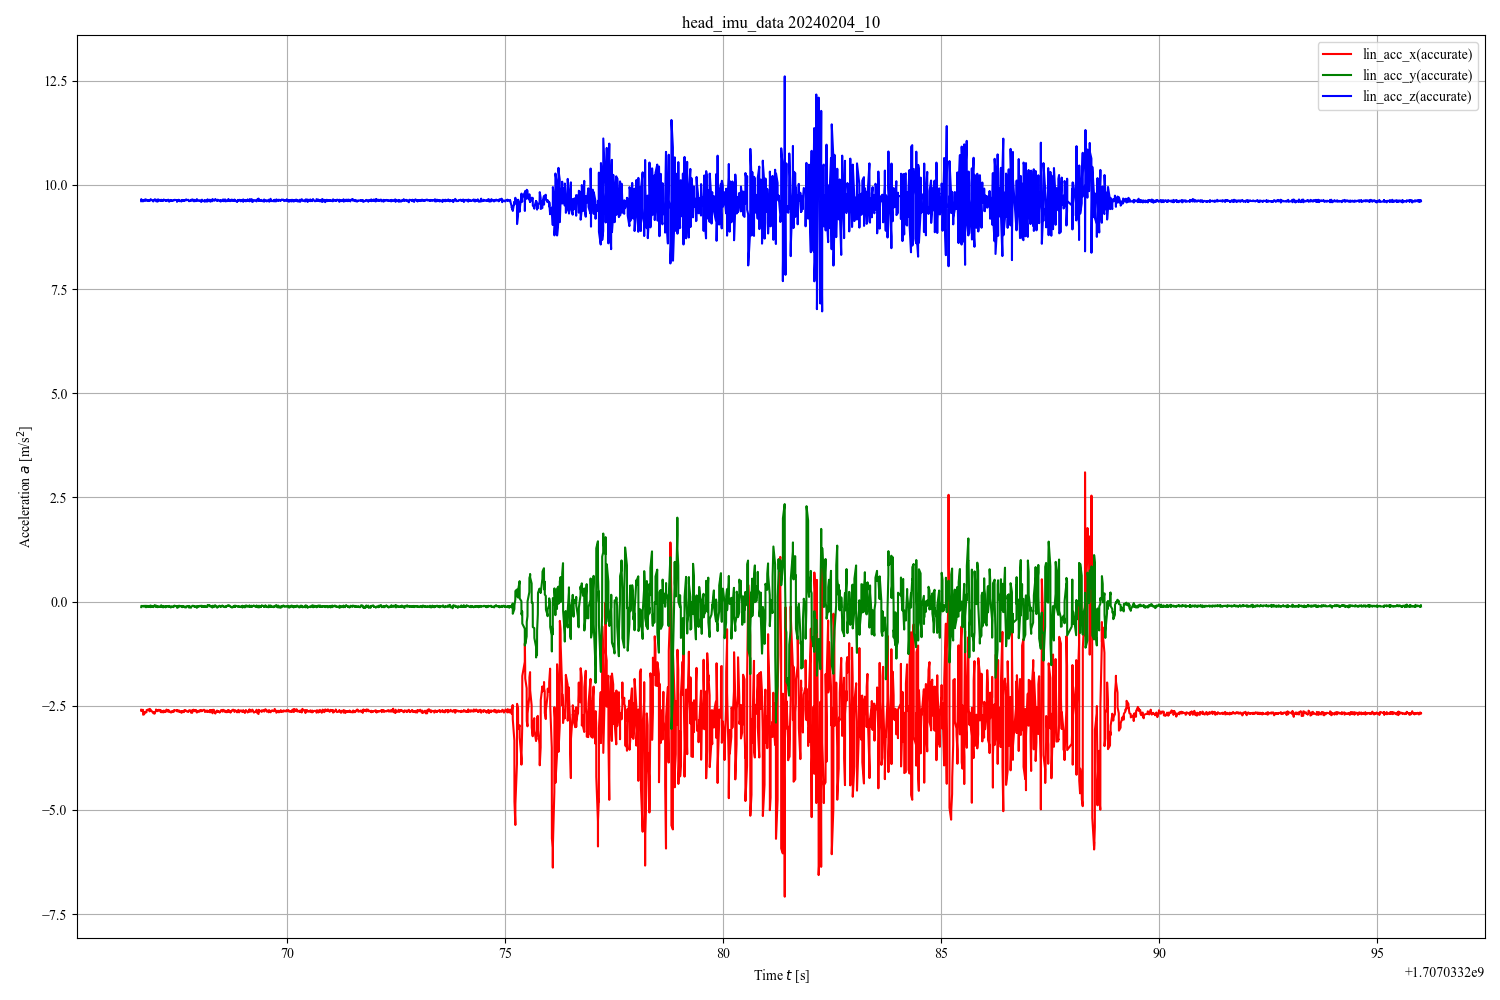 head_imu_data 20240204_10
lin_acc_x(accurate)
lin_acc_y(accurate)
lin_acc_z(accurate)
12.5
10.0
7.5
5.0
2.5
0.0
−2.5
−5.0
−7.5
Acceleration a [m/s²]
70
75
80
85
90
95
+1.7070332e9
Time t [s]